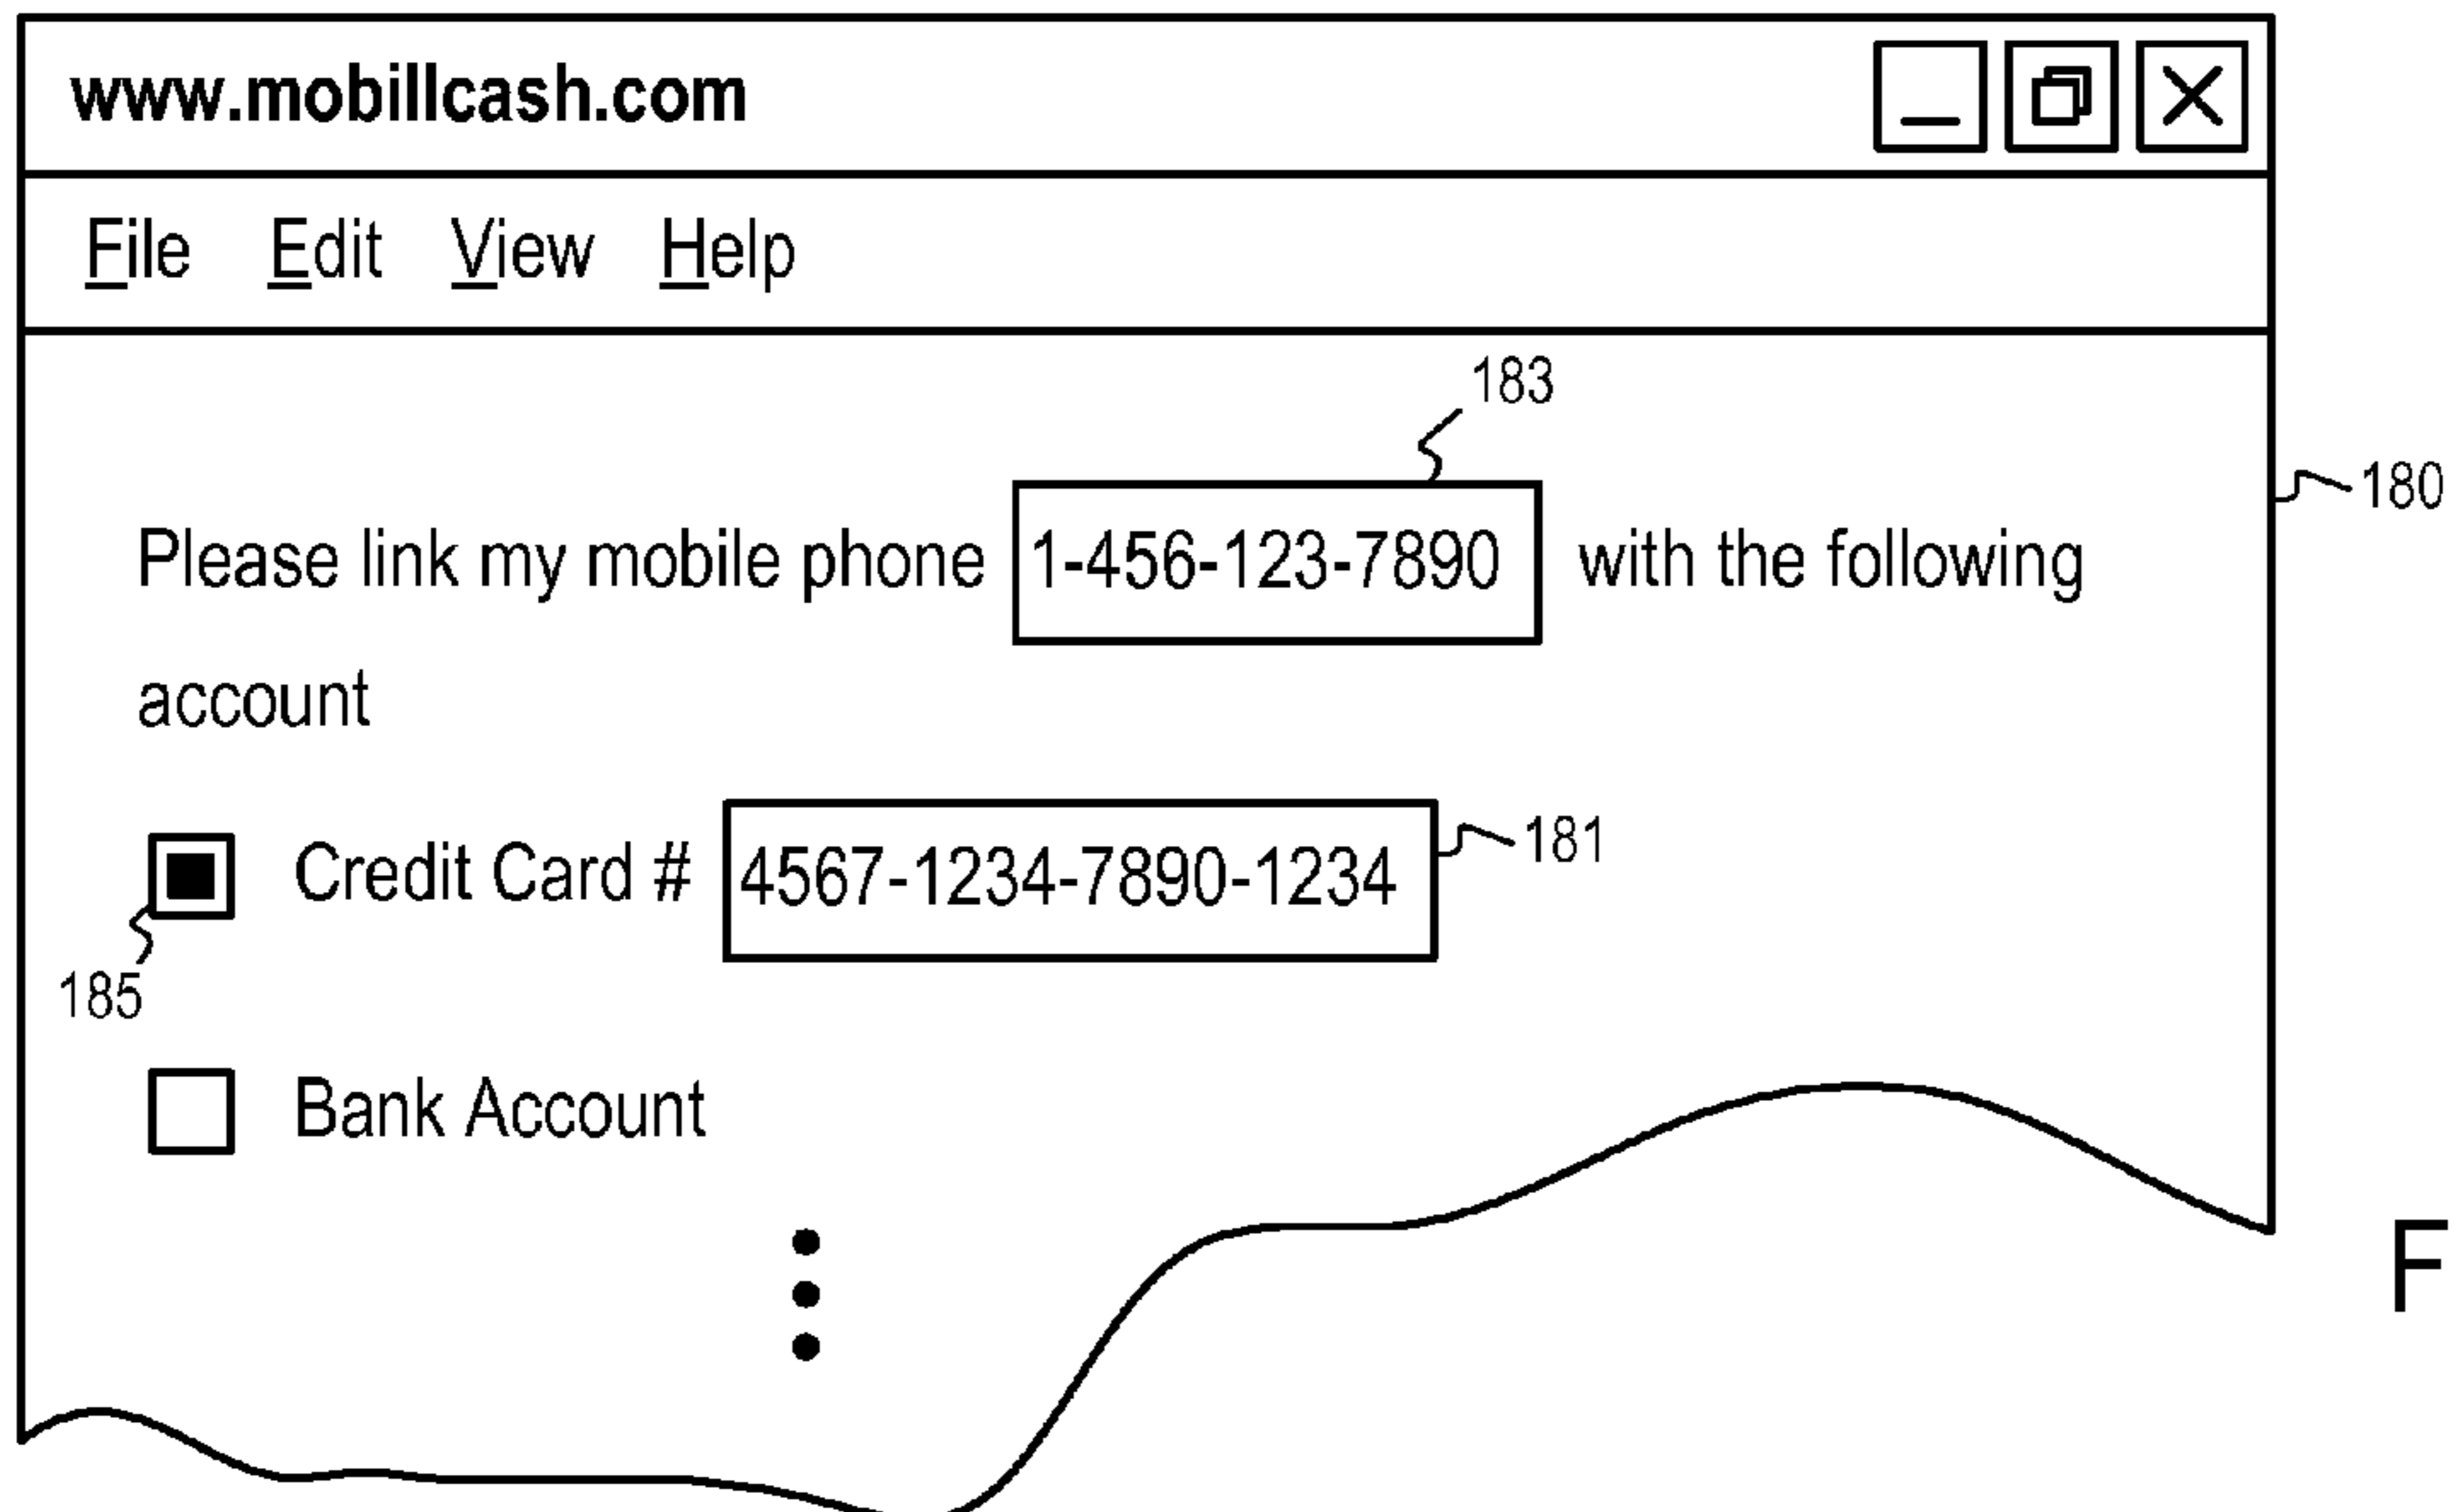 www.mobillcash.com
File Edit View Help
183
180
Please link my mobile phone 1-456-123-7890 with the following
account
Credit Card # 4567-1234-7890-1234
181
185
Bank Account
F